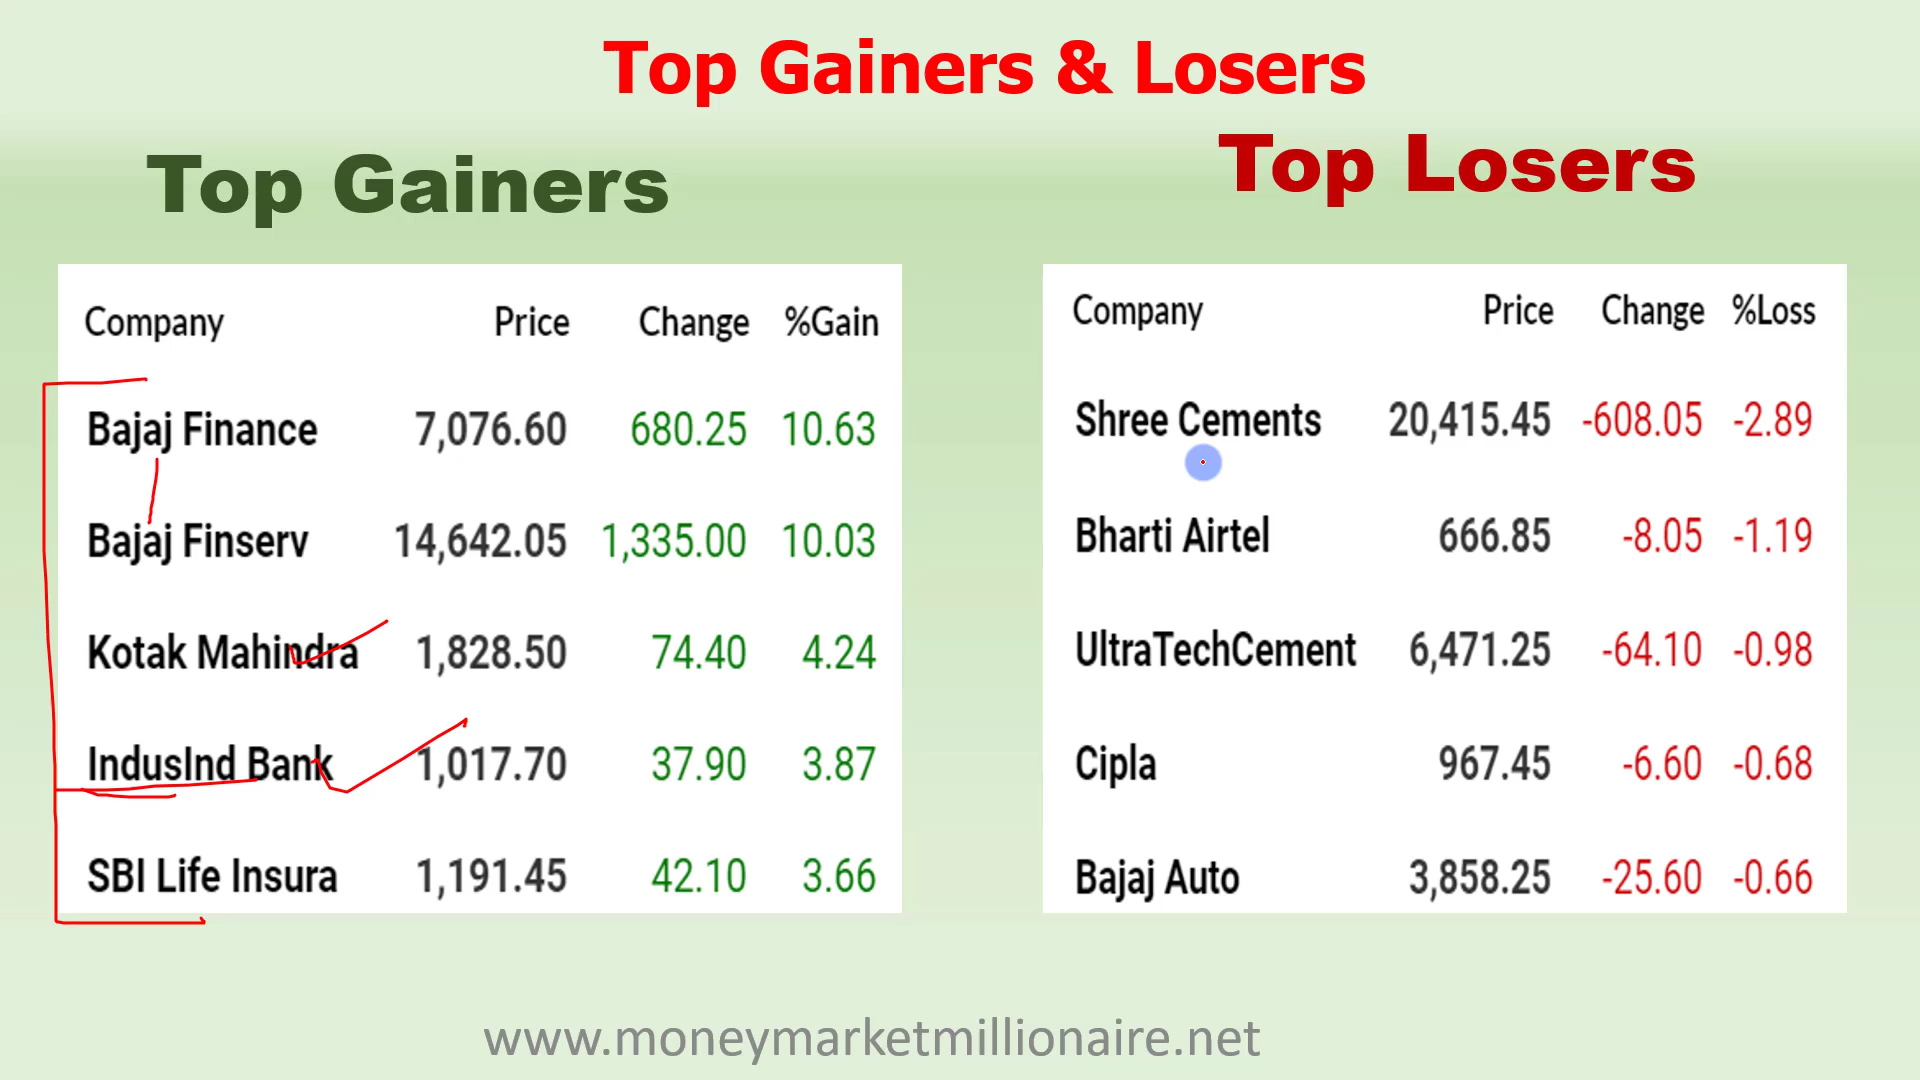 Top Gainers & Losers
Top Gainers
Company Price Change %Gain
Bajaj Finance 7,076.60 680.25 10.63
Bajaj Finserv 14,642.05 1,335.00 10.03
Kotak Mahindra 1,828.50 74.40 4.24
IndusInd Bank 1,017.70 37.90 3.87
SBI Life Insura 1,191.45 42.10 3.66
Top Losers
Company Price Change %Loss
Shree Cements 20,415.45 -608.05 -2.89
Bharti Airtel 666.85 -8.05 -1.19
UltraTechCement 6,471.25 -64.10 -0.98
Cipla 967.45 -6.60 -0.68
Bajaj Auto 3,858.25 -25.60 -0.66
www.moneymarketmillionaire.net